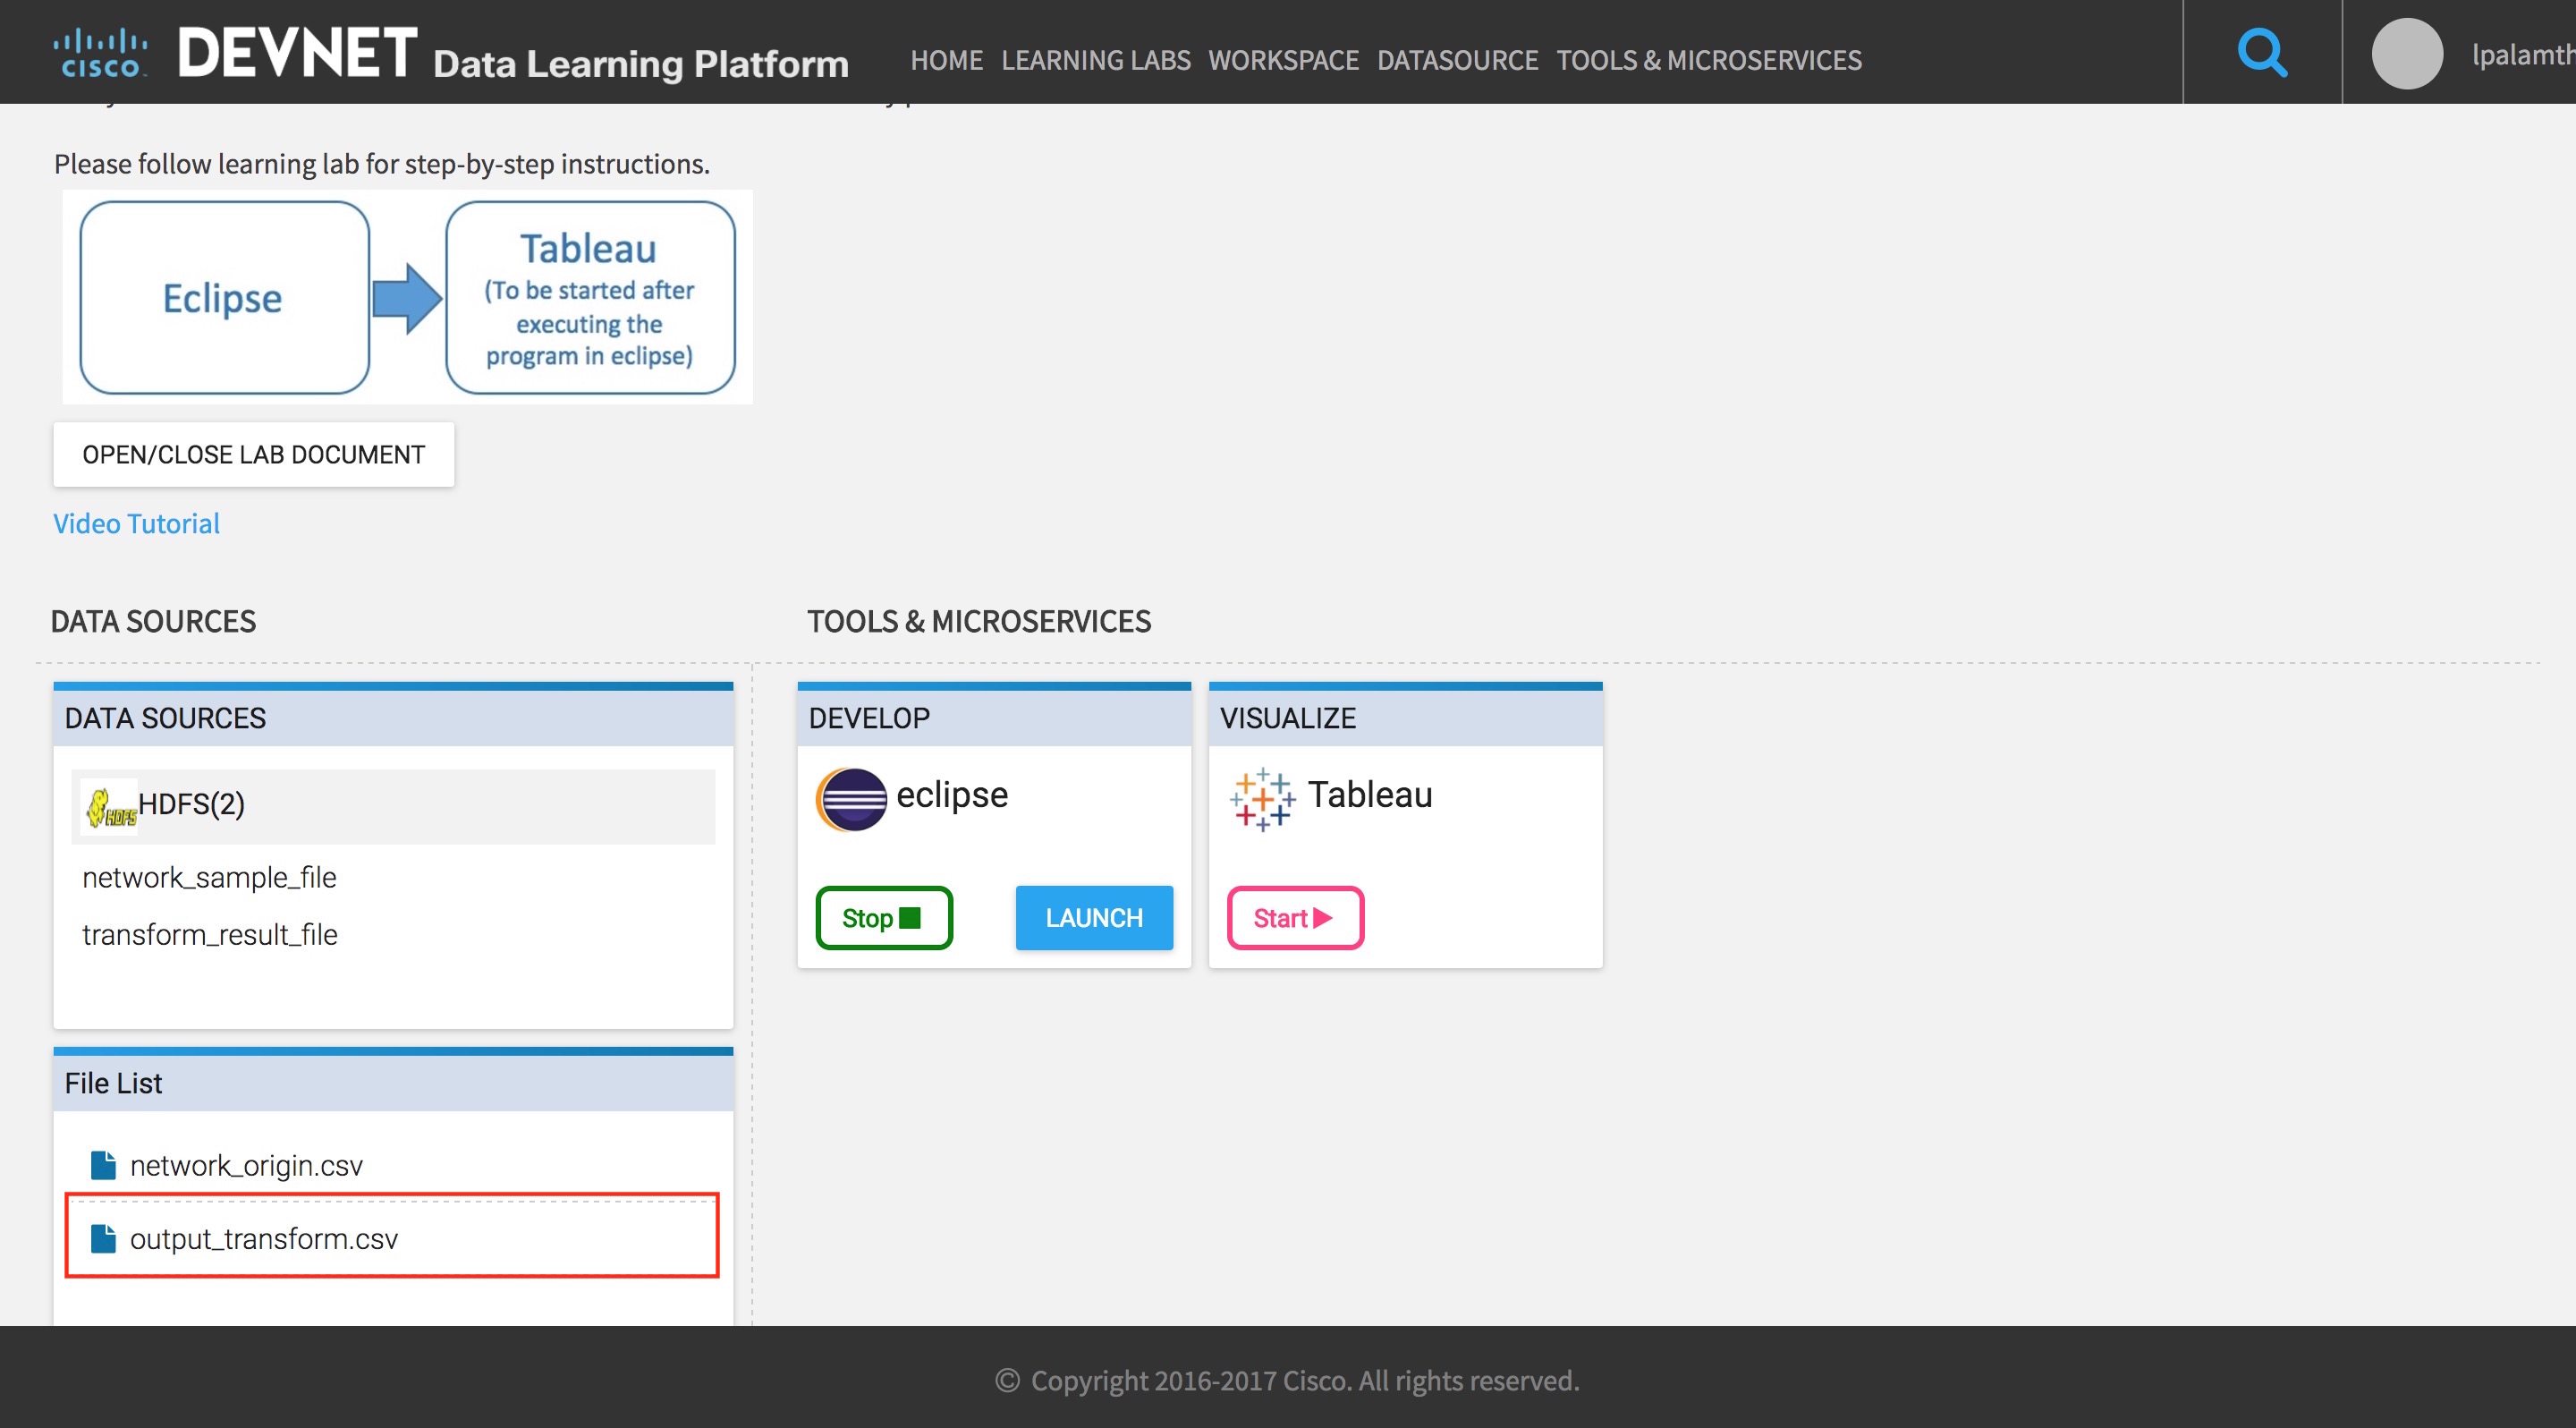 CISCO DEVNET Data Learning Platform HOME LEARNING LABS WORKSPACE DATASOURCE TOOLS & MICROSERVICES
Please follow learning lab for step-by-step instructions.
Eclipse
Tableau
(To be started after
executing the
program in eclipse)
OPEN/CLOSE LAB DOCUMENT
Video Tutorial
DATA SOURCES
TOOLS & MICROSERVICES
DATA SOURCES
HDFS HDFS(2)
network_sample_file
transform_result_file
DEVELOP
eclipse
Stop
LAUNCH
VISUALIZE
Tableau
Start
File List
network_origin.csv
output_transform.csv
© Copyright 2016-2017 Cisco. All rights reserved.